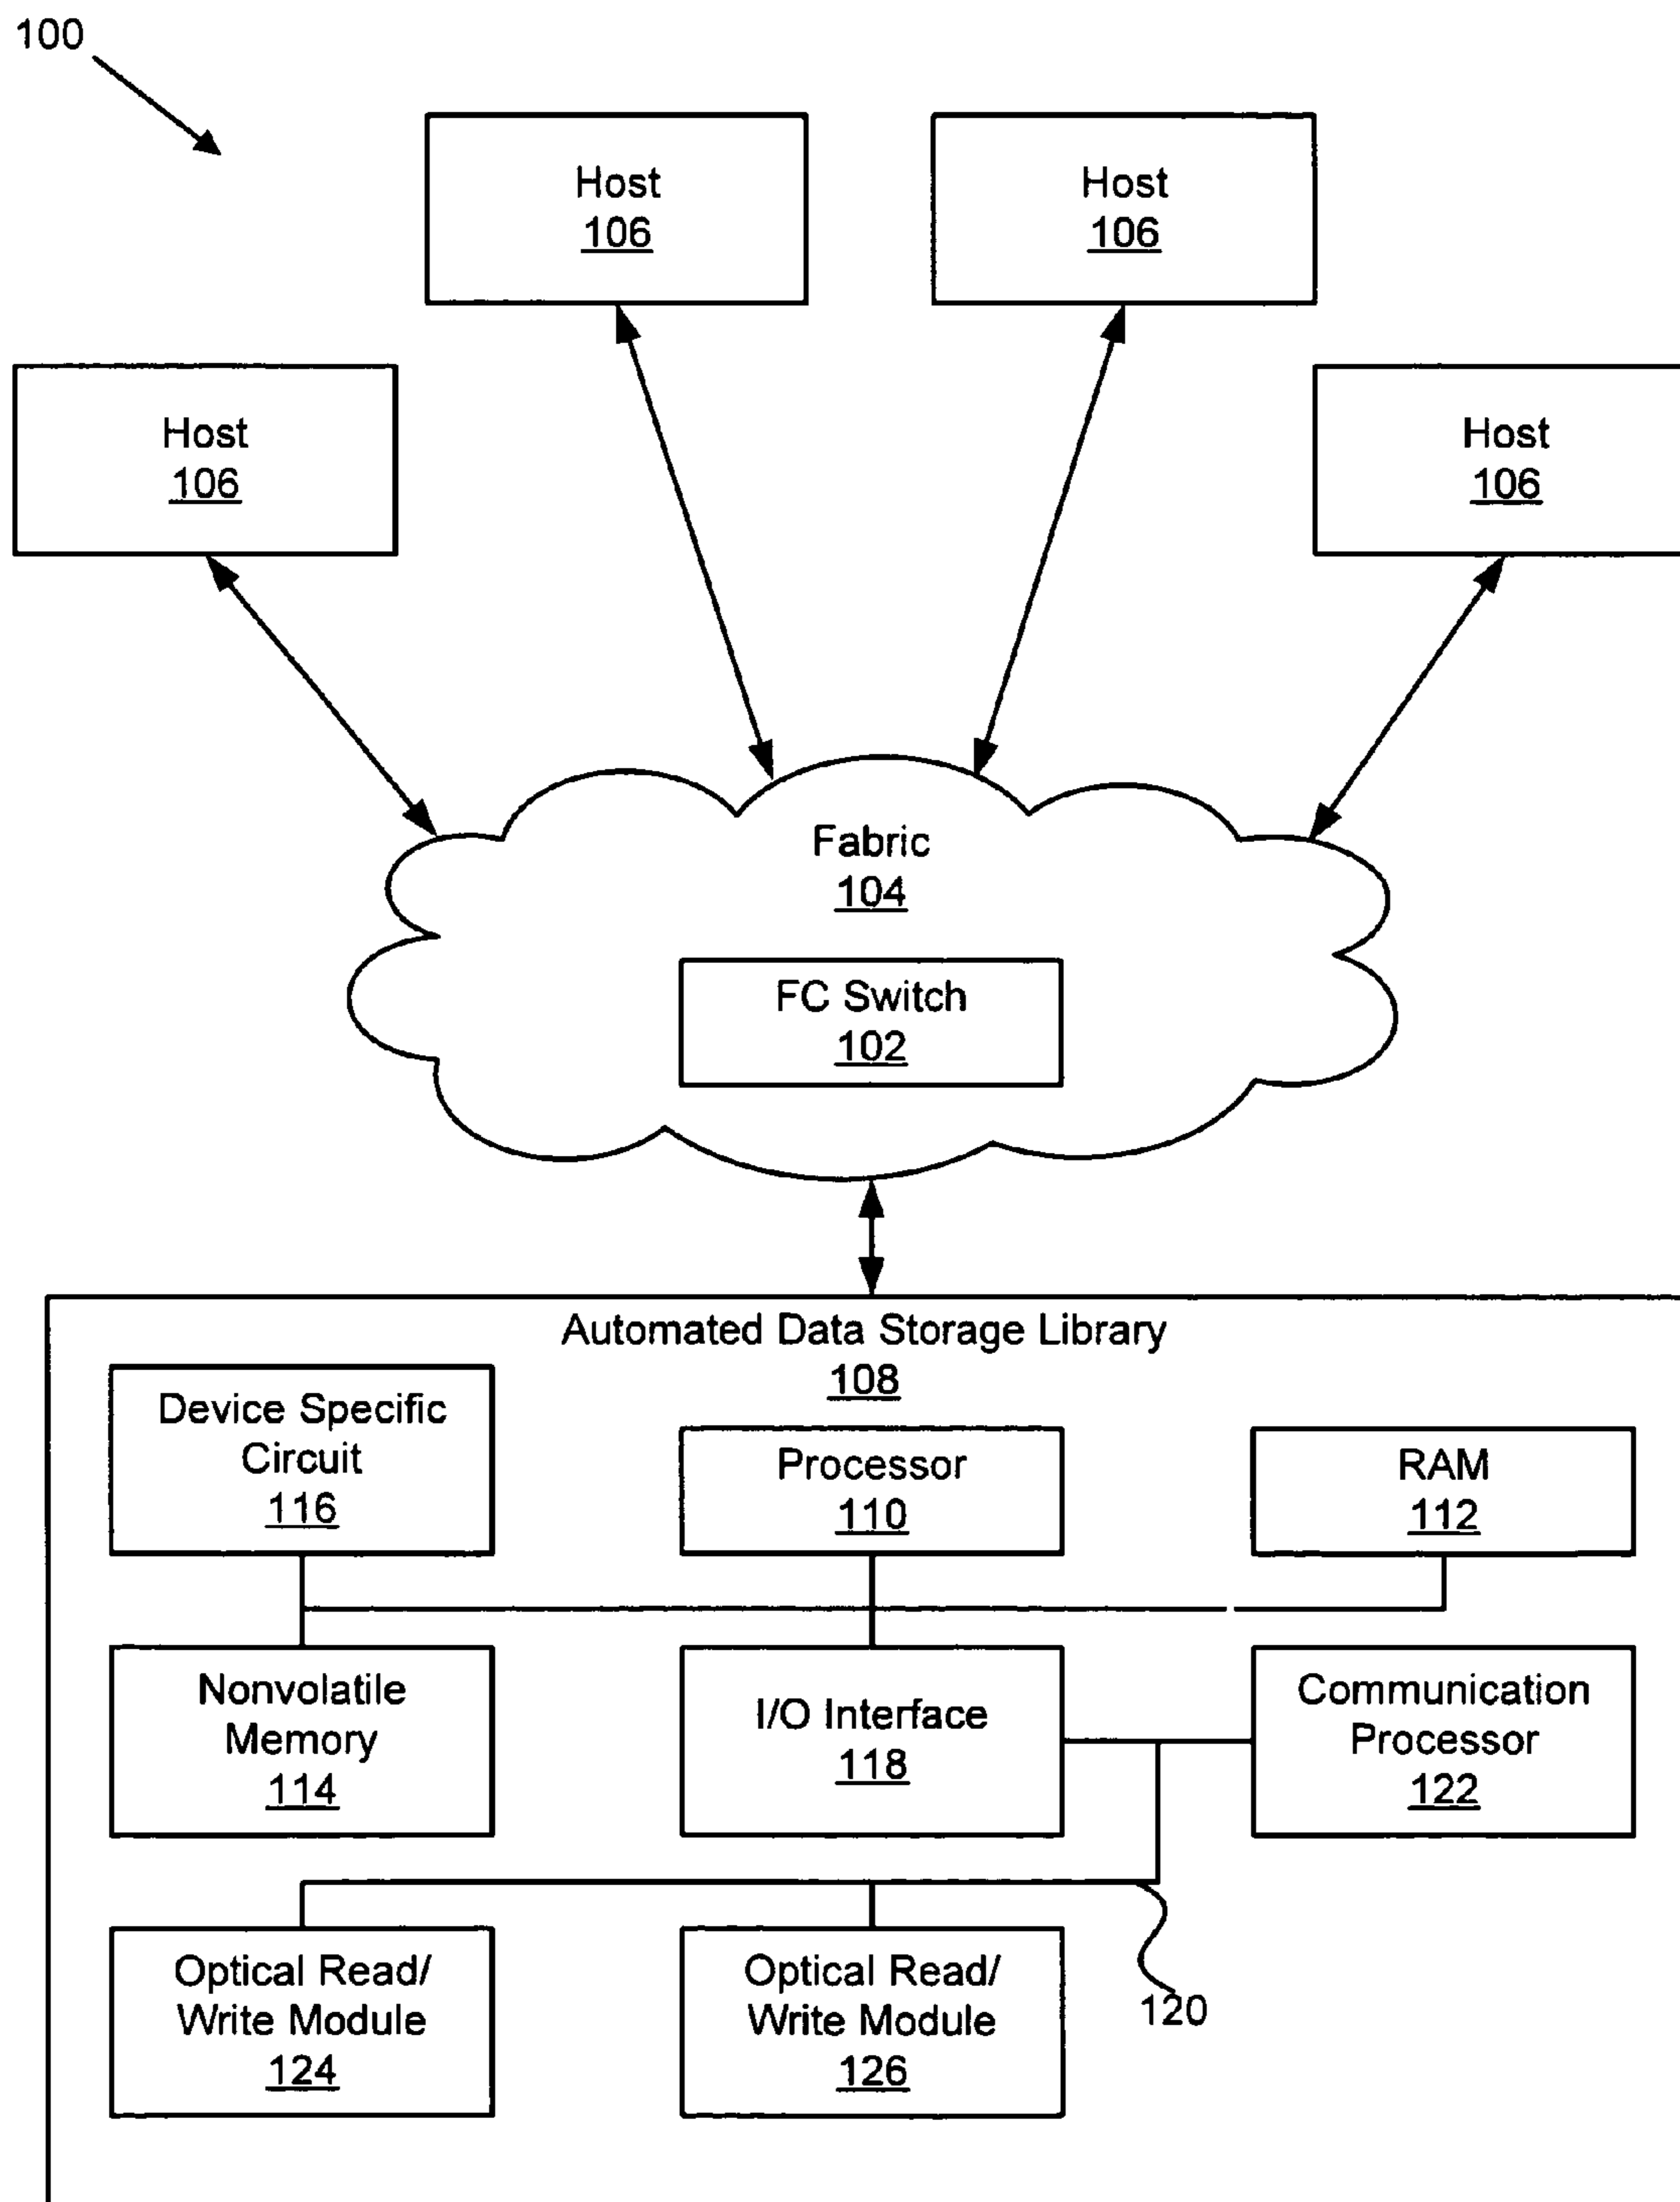 100
Host
106
Host
106
Host
106
Host
106
Fabric
104
FC Switch
102
Automated Data Storage Library
108
Device Specific
Circuit
116
Processor
110
RAM
112
Nonvolatile
Memory
114
I/O Interface
118
Communication
Processor
122
Optical Read/
Write Module
124
Optical Read/
Write Module
126
120